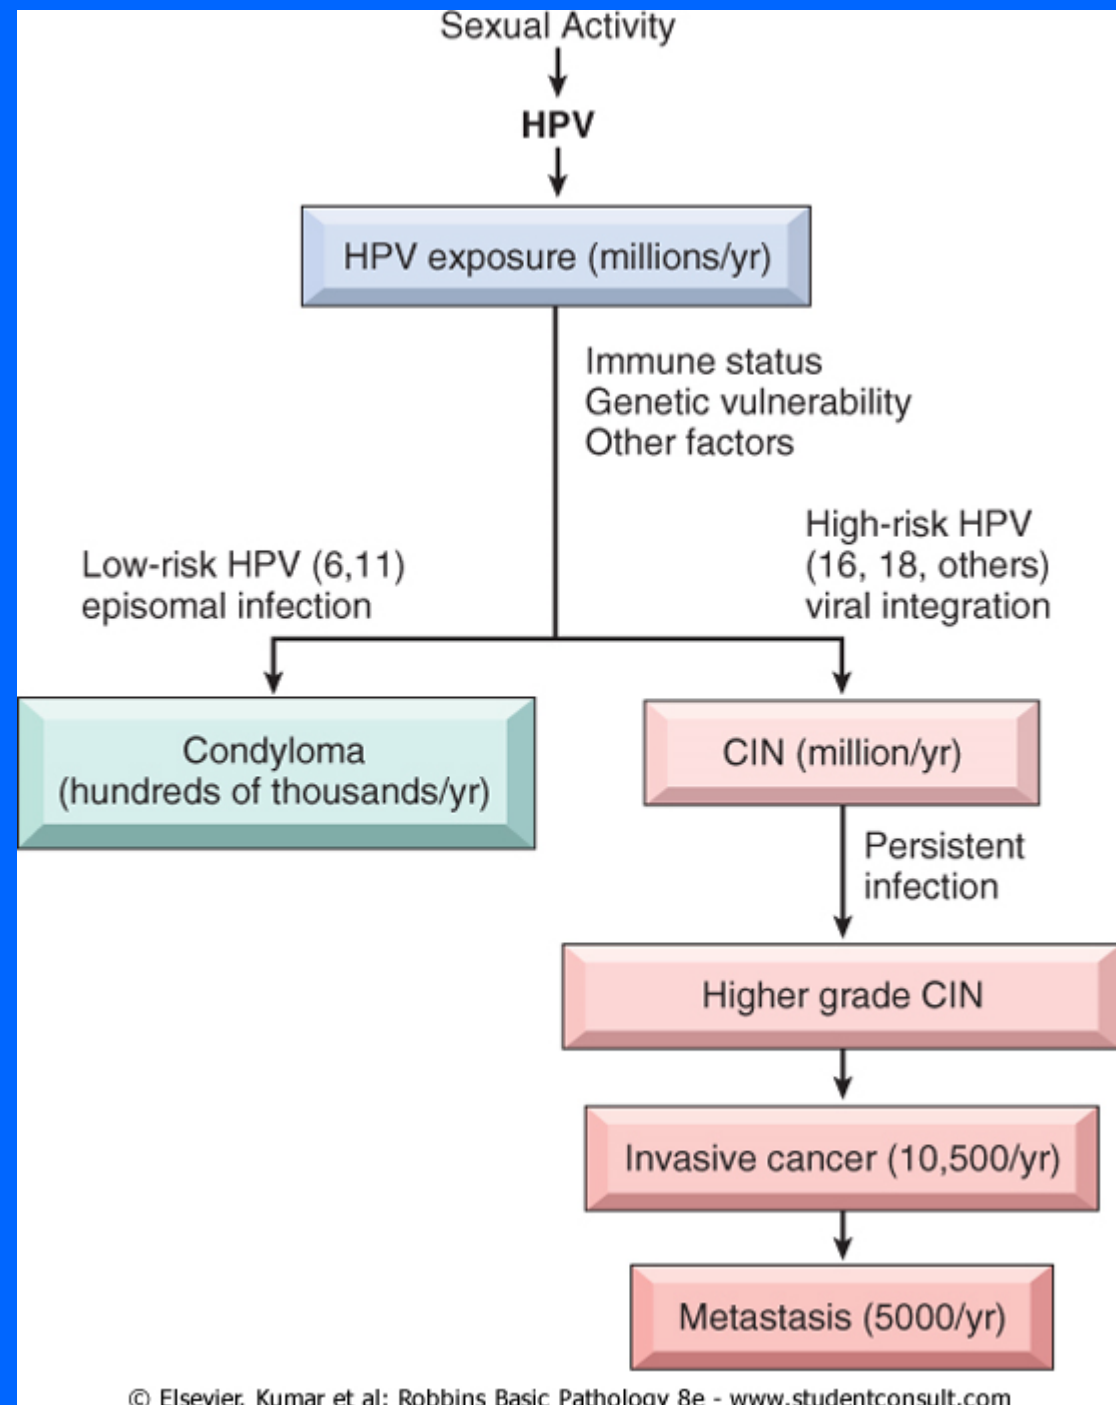 Sexual Activity
HPV
HPV exposure (millions/yr)
Immune status
Genetic vulnerability
Other factors
Low-risk HPV (6,11)
episomal infection
High-risk HPV
(16, 18, others)
viral integration
Condyloma
(hundreds of thousands/yr)
CIN (million/yr)
Persistent
infection
Higher grade CIN
Invasive cancer (10,500/yr)
Metastasis (5000/yr)
© Elsevier. Kumar et al: Robbins Basic Pathology 8e - www.studentconsult.com